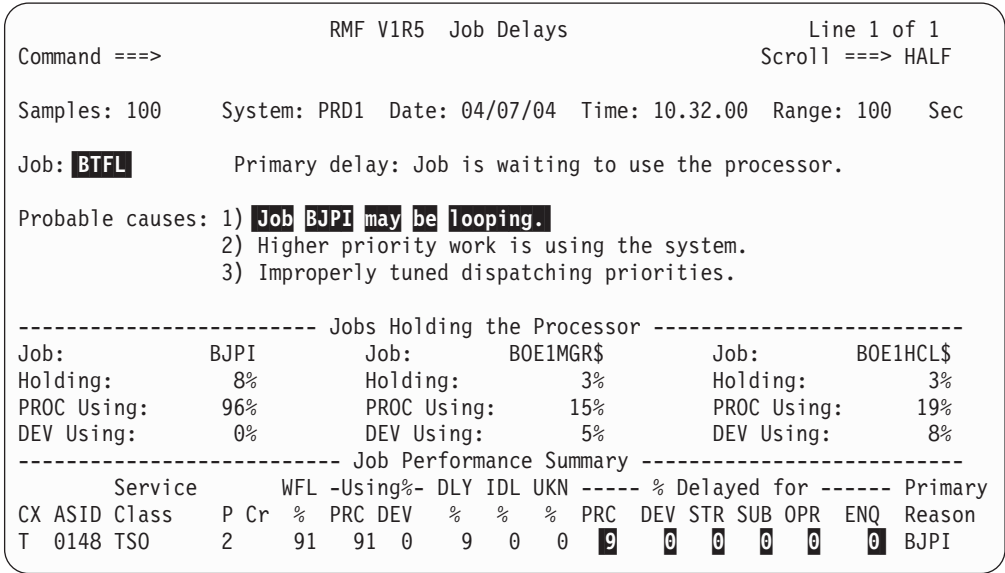 RMF V1R5  Job Delays                    Line 1 of 1
Command ===>                                                  Scroll ===> HALF
Samples: 100     System: PRD1  Date: 04/07/04  Time: 10.32.00  Range: 100   Sec
Job: BTFL         Primary delay: Job is waiting to use the processor.
Probable causes: 1) Job BJPI may be looping.
2) Higher priority work is using the system.
3) Improperly tuned dispatching priorities.
------------------------- Jobs Holding the Processor --------------------------
Job:            BJPI         Job:        BOE1MGR$         Job:        BOE1HCL$
Holding:          8%         Holding:          3%         Holding:          3%
PROC Using:      96%         PROC Using:      15%         PROC Using:      19%
DEV Using:        0%         DEV Using:        5%         DEV Using:        8%
--------------------------- Job Performance Summary ---------------------------
Service          WFL -Using%- DLY IDL UKN ----- % Delayed for ------ Primary
CX ASID Class    P Cr  %  PRC DEV   %   %   %  PRC  DEV STR SUB OPR  ENQ  Reason
T  0148 TSO      2    91   91  0    9   0   0   9    0   0   0   0    0   BJPI